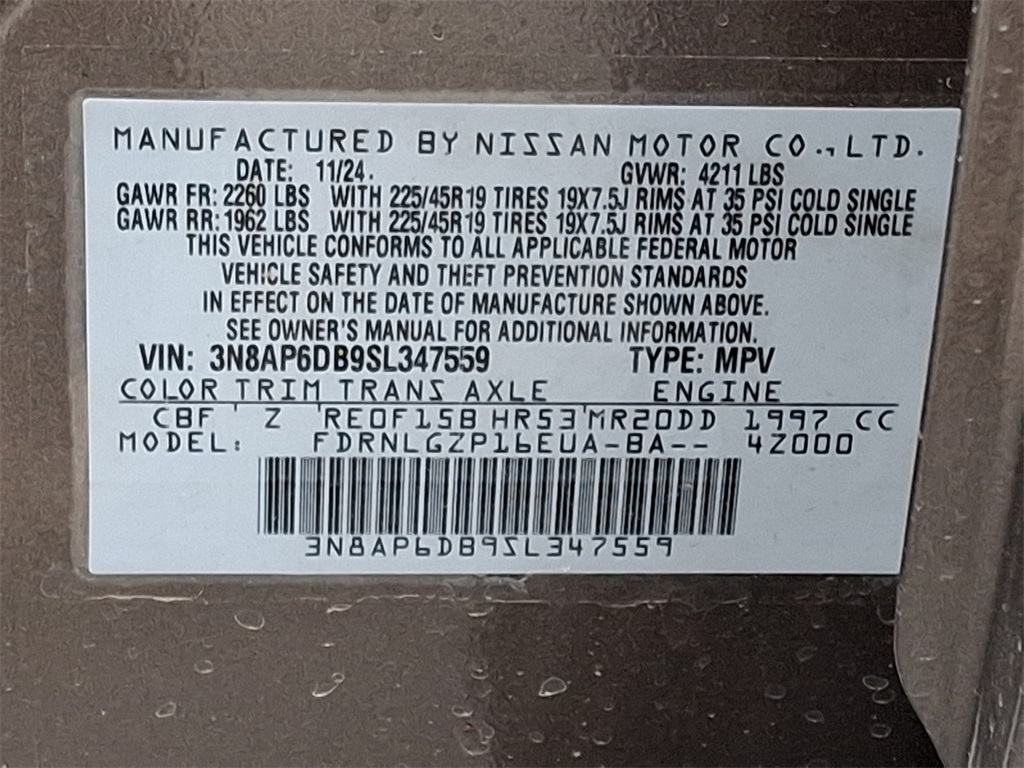 MANUFACTURED BY NISSAN MOTOR CO., LTD.
DATE: 11/24. GVWR: 4211 LBS
GAWR FR: 2260 LBS WITH 225/45R19 TIRES 19X7.5J RIMS AT 35 PSI COLD SINGLE
GAWR RR: 1962 LBS WITH 225/45R19 TIRES 19X7.5J RIMS AT 35 PSI COLD SINGLE
THIS VEHICLE CONFORMS TO ALL APPLICABLE FEDERAL MOTOR
VEHICLE SAFETY AND THEFT PREVENTION STANDARDS
IN EFFECT ON THE DATE OF MANUFACTURE SHOWN ABOVE.
SEE OWNER'S MANUAL FOR ADDITIONAL INFORMATION.
VIN: 3N8AP6DB9SL347559 TYPE: MPV
COLOR TRIM TRANS AXLE ENGINE
CBF ' Z 'RE0F15B HR53'MR20DD 1997 CC
MODEL: FDRNLGZP16EUA-BA-- 4Z000
3N8AP6DB9SL347559